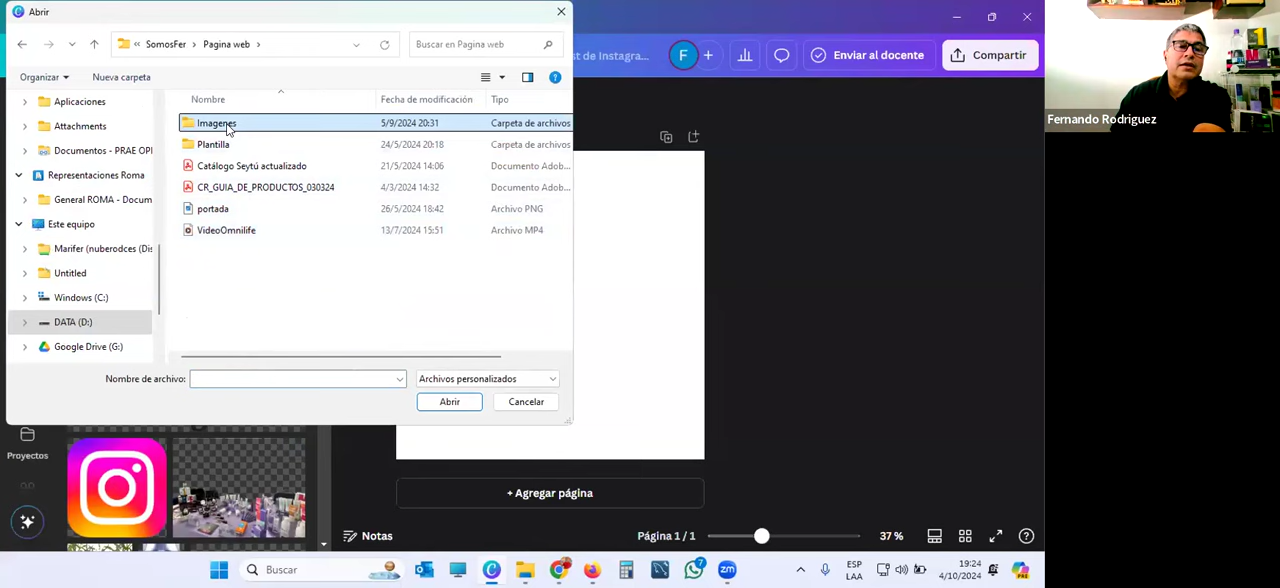 Abrir
SomosFer > Pagina web >
Buscar en Pagina web
Organizar
Nueva carpeta
Nombre
Fecha de modificación
Tipo
Aplicaciones
Attachments
Documentos - PRAE OPI
Representaciones Roma
General ROMA - Docum
Este equipo
Marifer (nuberodces (Dis
Untitled
Windows (C:)
DATA (D:)
Google Drive (G:)
Imagenes 5/9/2024 20:31 Carpeta de archivos
Plantilla 24/5/2024 20:18 Carpeta de archivos
Catálogo Seytú actualizado 21/5/2024 14:06 Documento Adob...
CR_GUIA_DE_PRODUCTOS_030324 4/3/2024 14:32 Documento Adob...
portada 26/5/2024 18:42 Archivo PNG
VideoOmnilife 13/7/2024 15:51 Archivo MP4
Nombre de archivo:
Archivos personalizados
Abrir
Cancelar
st de Instagra...
F
Enviar al docente
Compartir
Fernando Rodriguez
Proyectos
+ Agregar página
Notas
Página 1 / 1
37 %
Buscar
ESP
LAA
19:24
4/10/2024